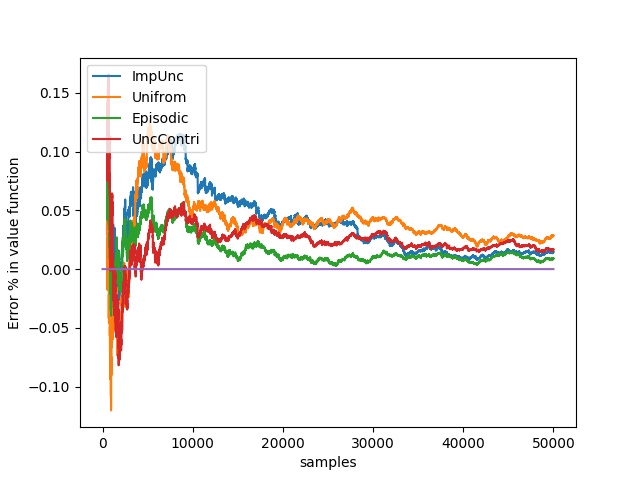 ImpUnc
Unifrom
Episodic
UncContri
0.15
0.10
0.05
0.00
−0.05
−0.10
Error % in value function
0 10000 20000 30000 40000 50000
samples